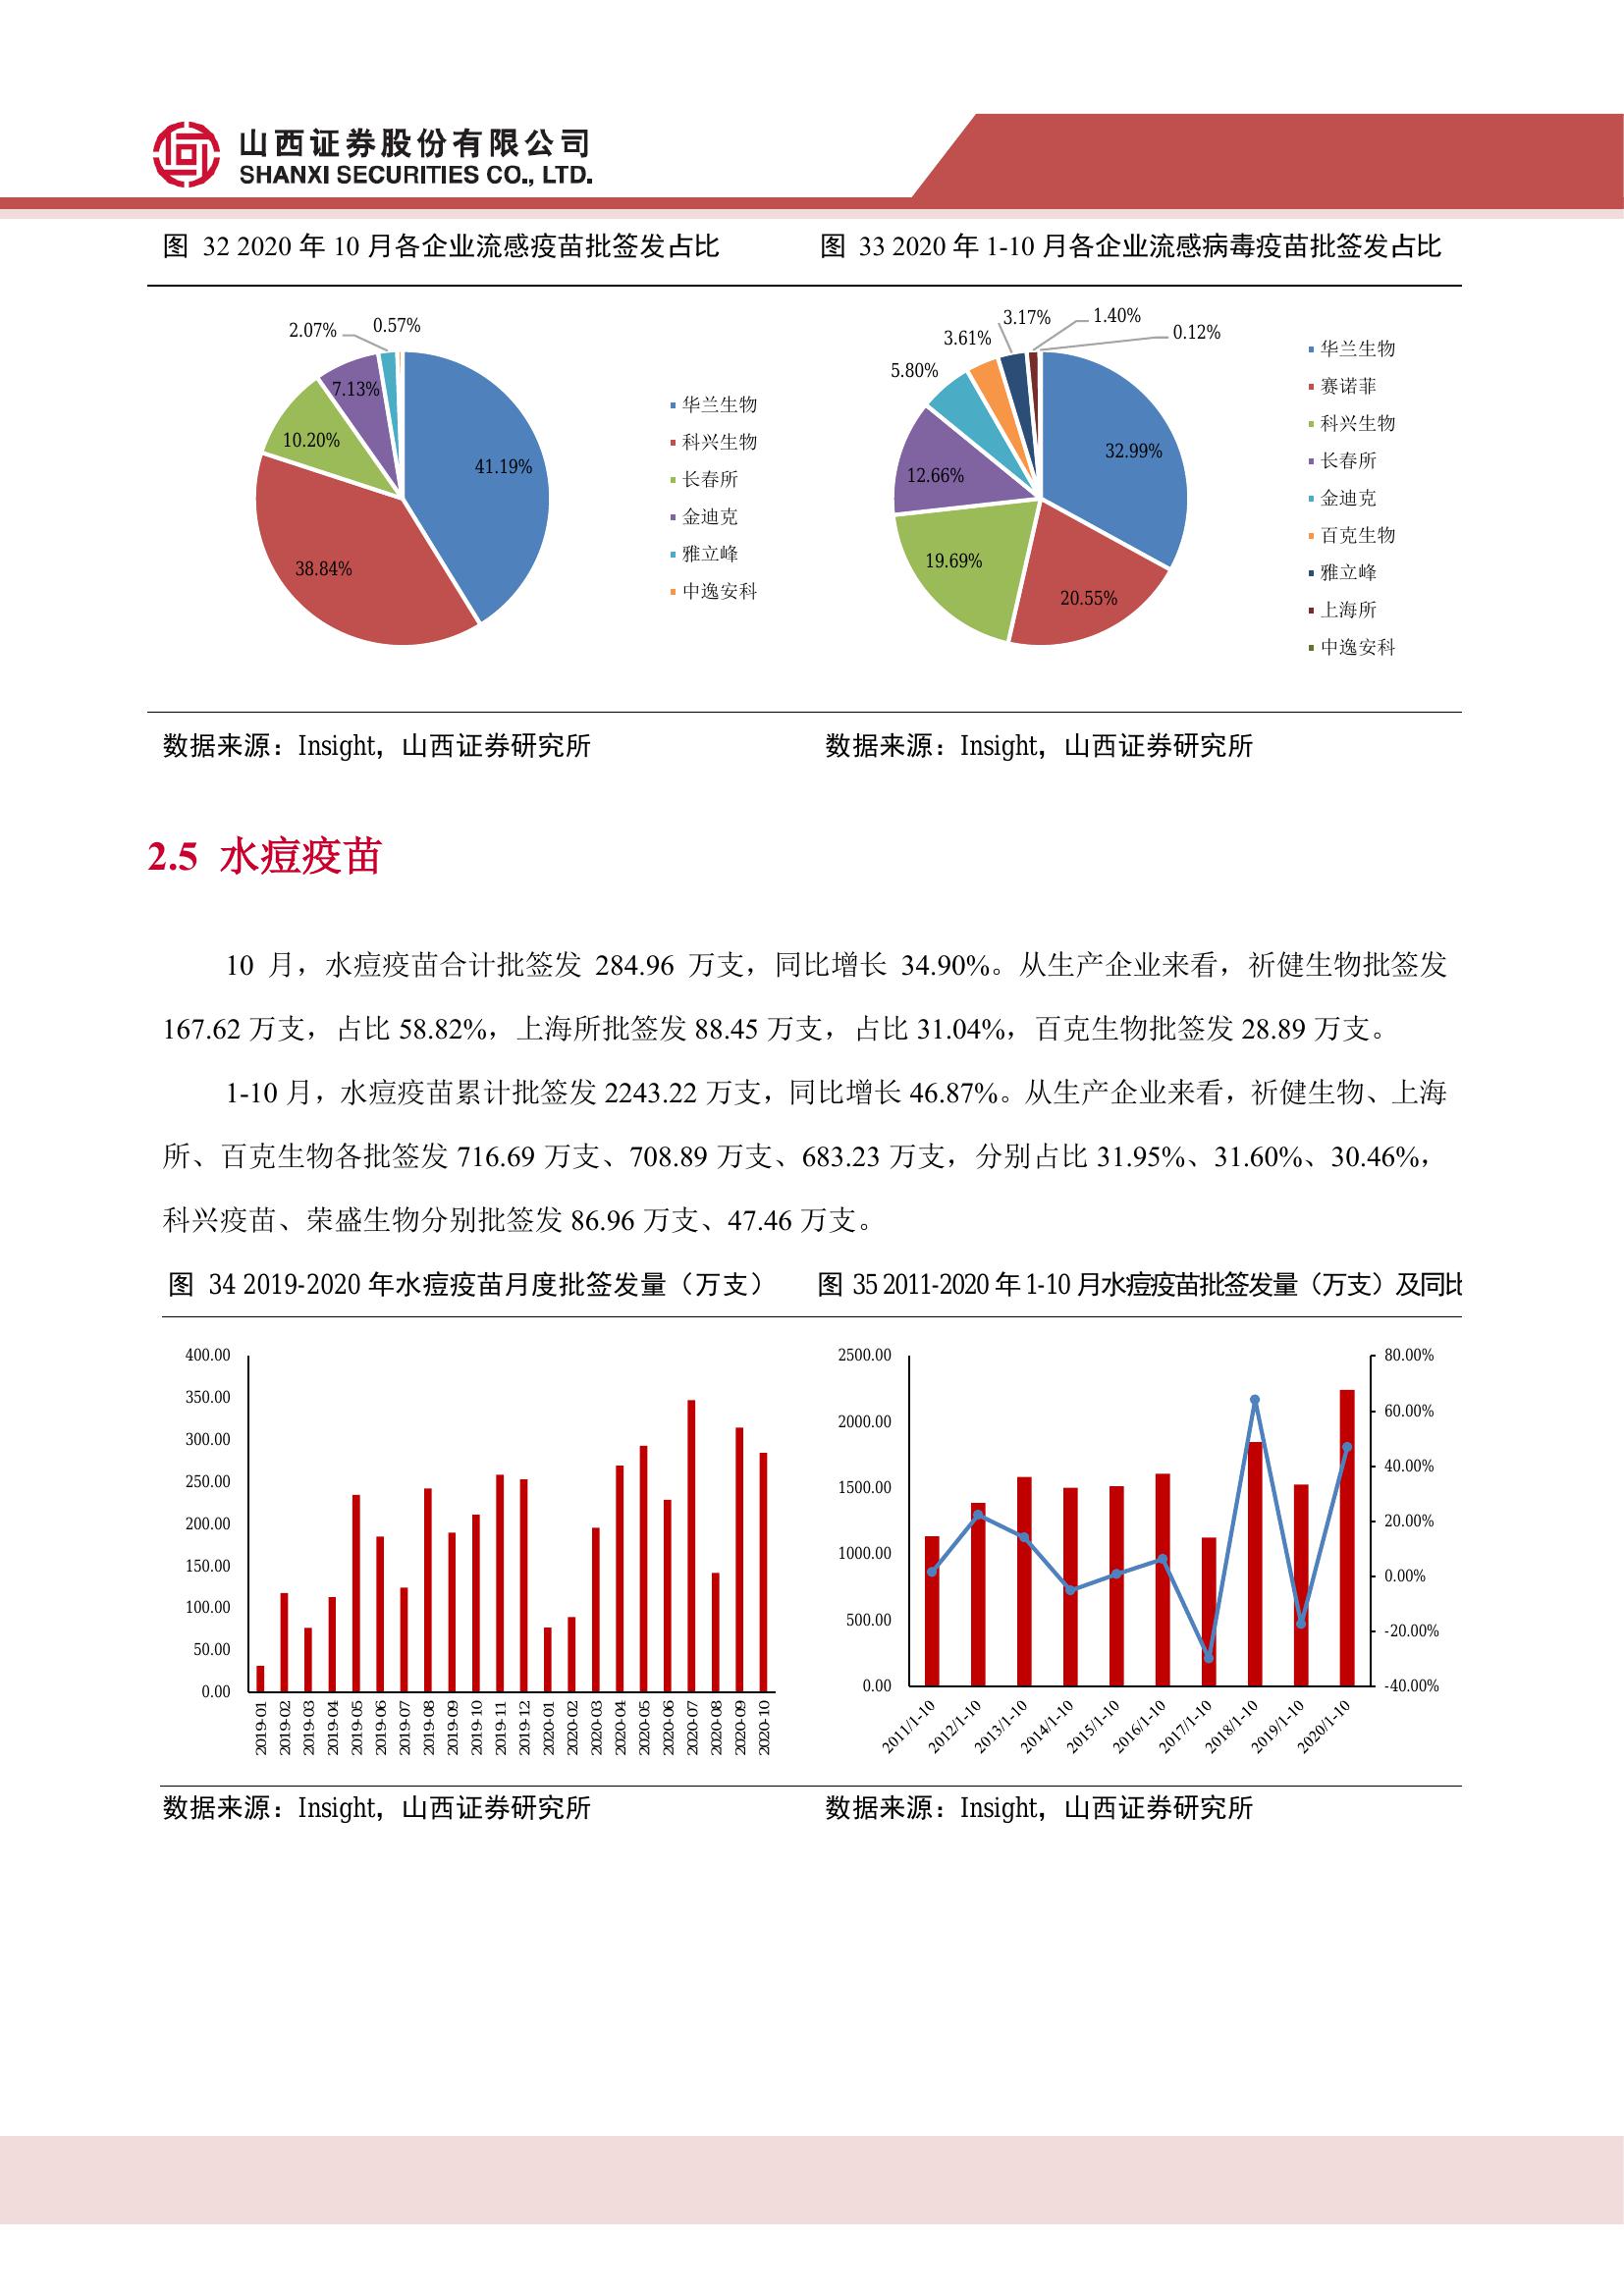 山西证券股份有限公司
SHANXI SECURITIES CO., LTD.
图 32 2020 年 10 月各企业流感疫苗批签发占比
2.07%
0.57%
7.13%
10.20%
41.19%
38.84%
华兰生物
科兴生物
长春所
金迪克
雅立峰
中逸安科
图 33 2020 年 1-10 月各企业流感病毒疫苗批签发占比
3.17%
1.40%
0.12%
3.61%
5.80%
32.99%
12.66%
19.69%
20.55%
华兰生物
赛诺菲
科兴生物
长春所
金迪克
百克生物
雅立峰
上海所
中逸安科
数据来源：Insight，山西证券研究所
数据来源：Insight，山西证券研究所
2.5 水痘疫苗
10 月，水痘疫苗合计批签发 284.96 万支，同比增长 34.90%。从生产企业来看，祈健生物批签发
167.62 万支，占比 58.82%，上海所批签发 88.45 万支，占比 31.04%，百克生物批签发 28.89 万支。
1-10 月，水痘疫苗累计批签发 2243.22 万支，同比增长 46.87%。从生产企业来看，祈健生物、上海
所、百克生物各批签发 716.69 万支、708.89 万支、683.23 万支，分别占比 31.95%、31.60%、30.46%，
科兴疫苗、荣盛生物分别批签发 86.96 万支、47.46 万支。
图 34 2019-2020 年水痘疫苗月度批签发量（万支）
400.00
350.00
300.00
250.00
200.00
150.00
100.00
50.00
0.00
2019-01
2019-02
2019-03
2019-04
2019-05
2019-06
2019-07
2019-08
2019-09
2019-10
2019-11
2019-12
2020-01
2020-02
2020-03
2020-04
2020-05
2020-06
2020-07
2020-08
2020-09
2020-10
图 35 2011-2020 年 1-10 月水痘疫苗批签发量（万支）及同比
2500.00
2000.00
1500.00
1000.00
500.00
0.00
80.00%
60.00%
40.00%
20.00%
0.00%
-20.00%
-40.00%
2011/1-10
2012/1-10
2013/1-10
2014/1-10
2015/1-10
2016/1-10
2017/1-10
2018/1-10
2019/1-10
2020/1-10
数据来源：Insight，山西证券研究所
数据来源：Insight，山西证券研究所